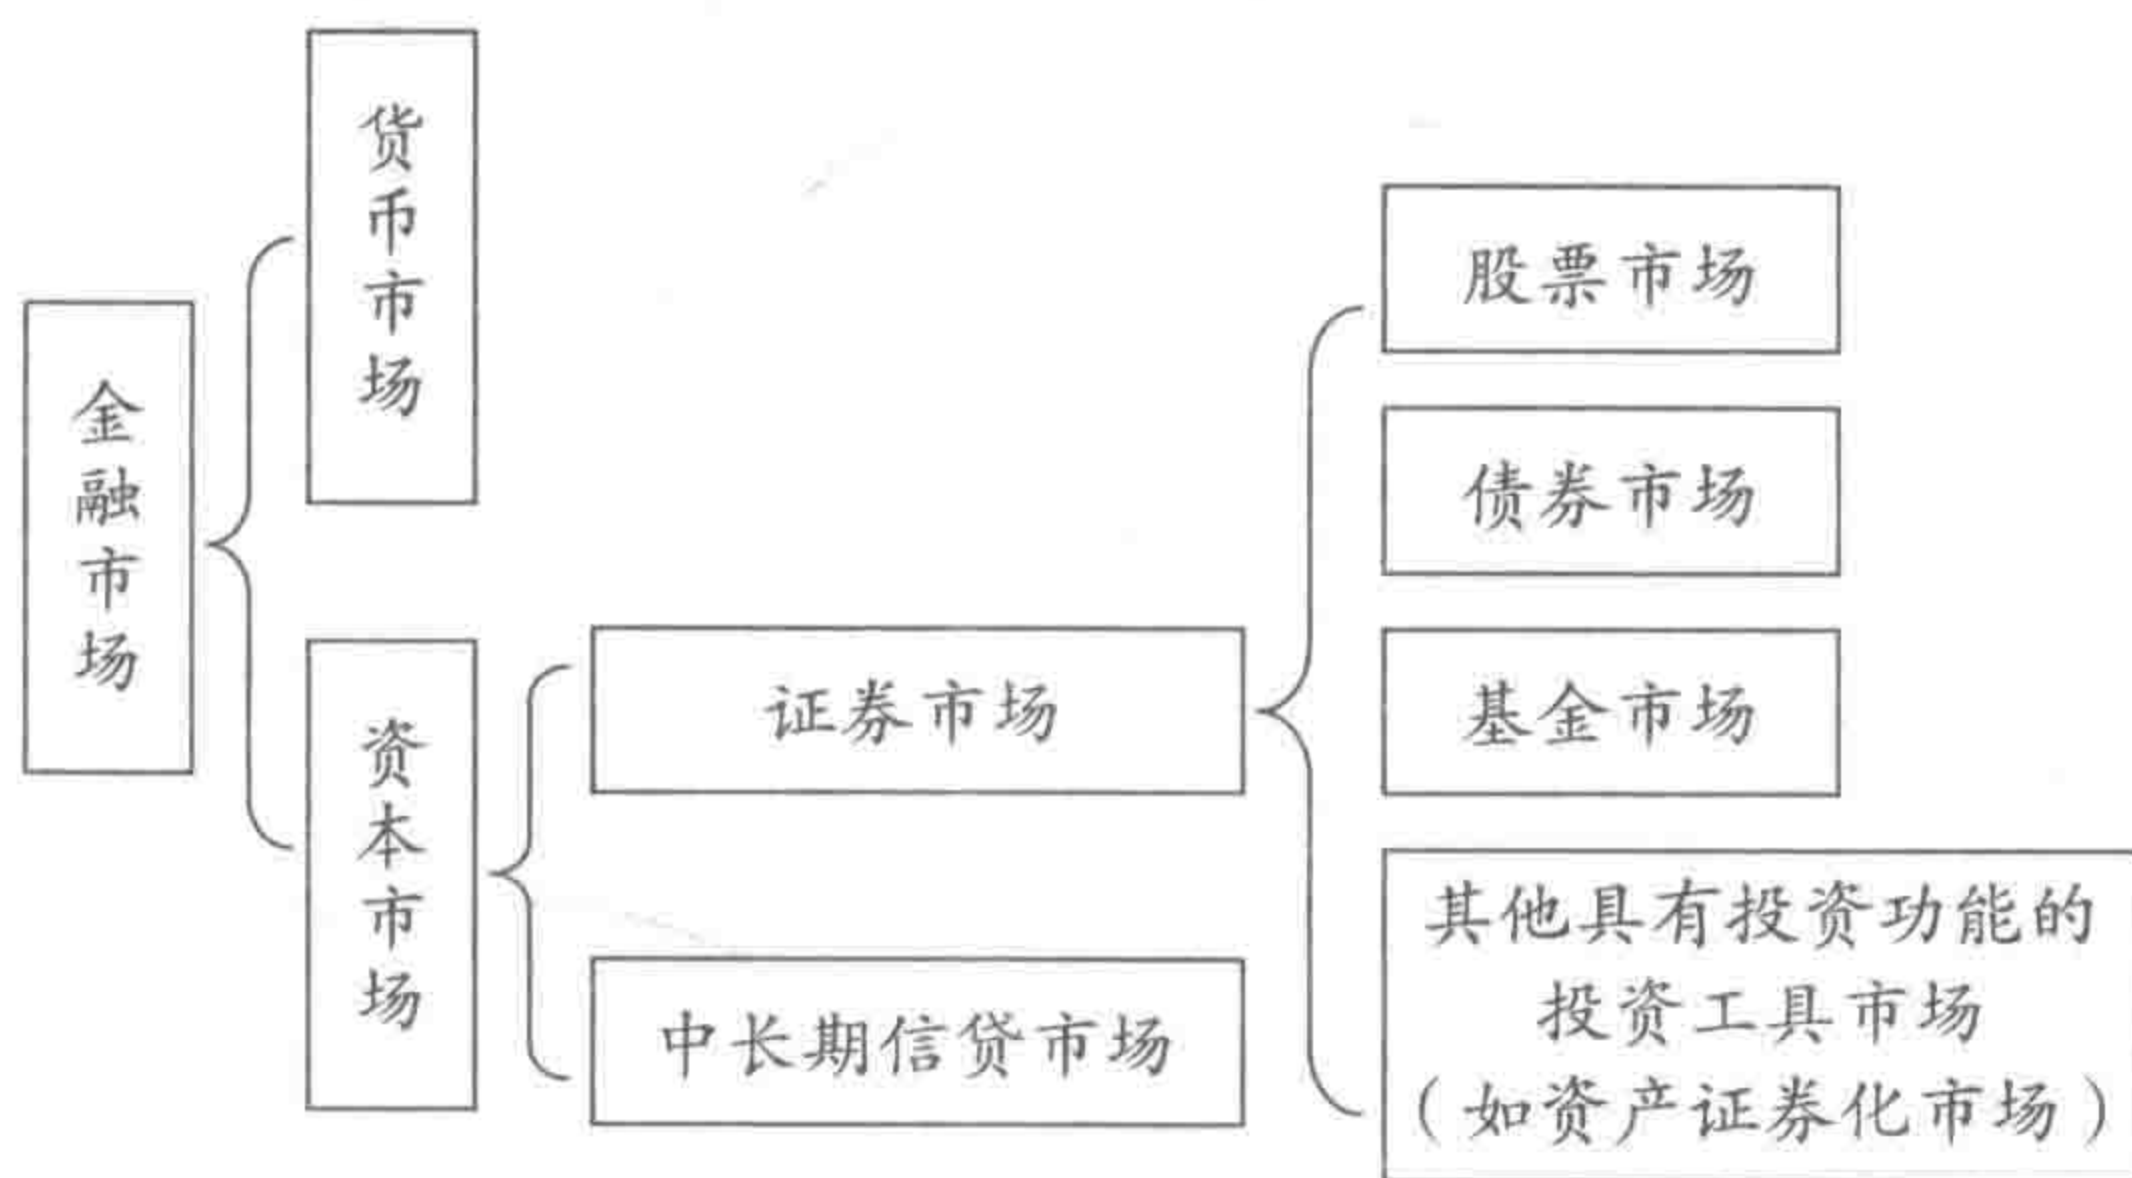 金融市场
货币市场
资本市场
证券市场
中长期信贷市场
股票市场
债券市场
基金市场
其他具有投资功能的
投资工具市场
（如资产证券化市场）